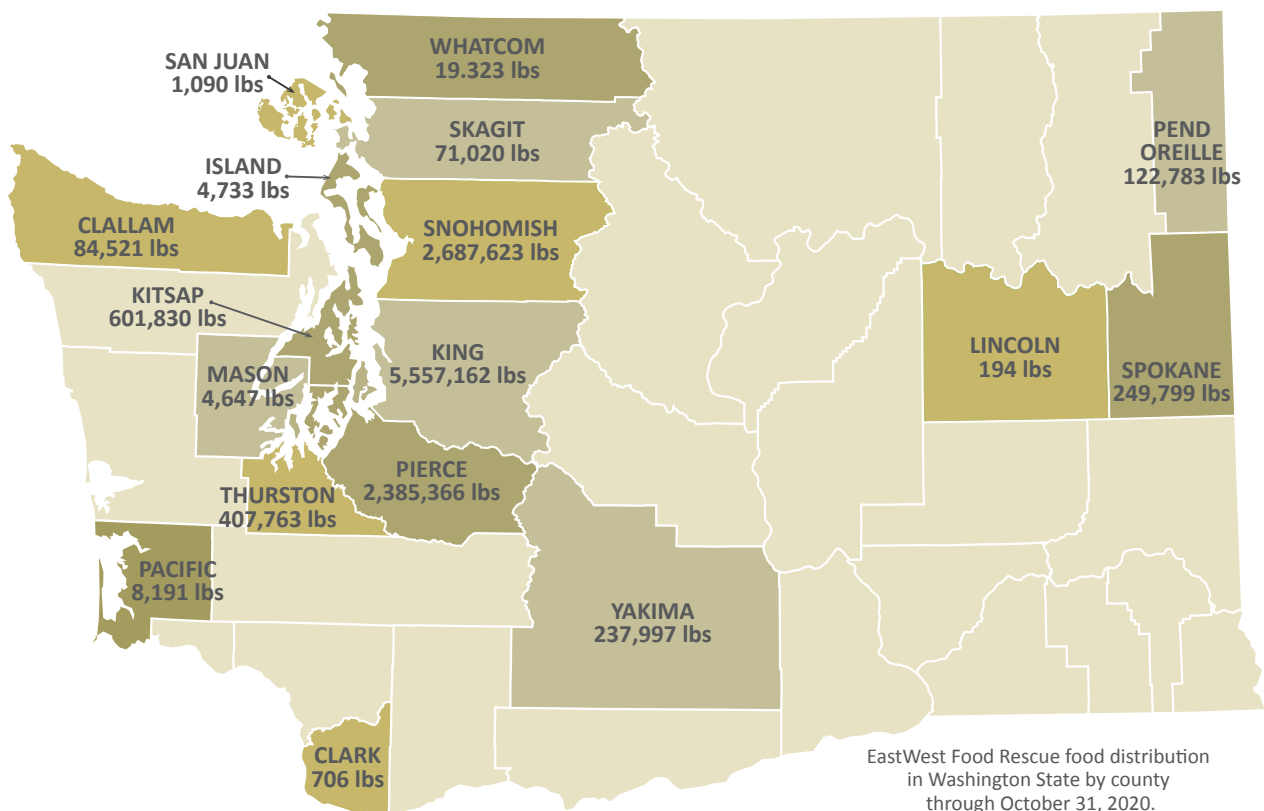 WHATCOM
19.323 lbs
SAN JUAN
1,090 lbs
SKAGIT
71,020 lbs
PEND
OREILLE
122,783 lbs
ISLAND
4,733 lbs
CLALLAM
84,521 lbs
SNOHOMISH
2,687,623 lbs
KITSAP
601,830 lbs
KING
5,557,162 lbs
LINCOLN
194 lbs
SPOKANE
249,799 lbs
MASON
4,647 lbs
PIERCE
2,385,366 lbs
THURSTON
407,763 lbs
PACIFIC
8,191 lbs
YAKIMA
237,997 lbs
CLARK
706 lbs
EastWest Food Rescue food distribution
in Washington State by county
through October 31, 2020.